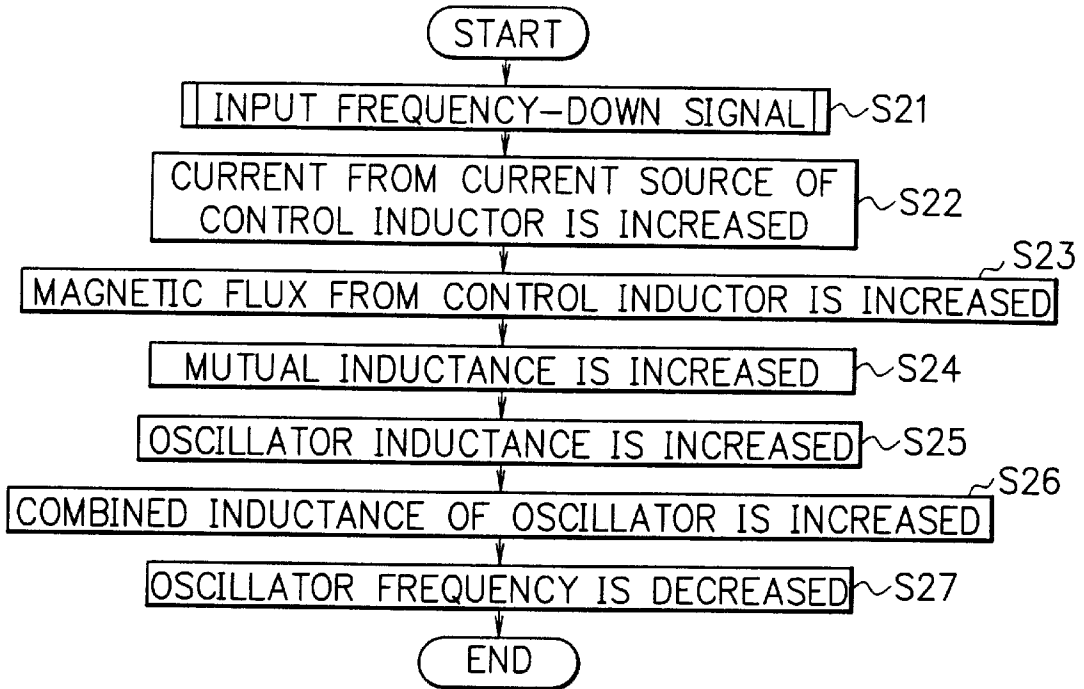 START
INPUT FREQUENCY-DOWN SIGNAL S21
CURRENT FROM CURRENT SOURCE OF
CONTROL INDUCTOR IS INCREASED S22
S23
MAGNETIC FLUX FROM CONTROL INDUCTOR IS INCREASED
MUTUAL INDUCTANCE IS INCREASED S24
OSCILLATOR INDUCTANCE IS INCREASED S25
S26
COMBINED INDUCTANCE OF OSCILLATOR IS INCREASED
OSCILLATOR FREQUENCY IS DECREASED S27
END